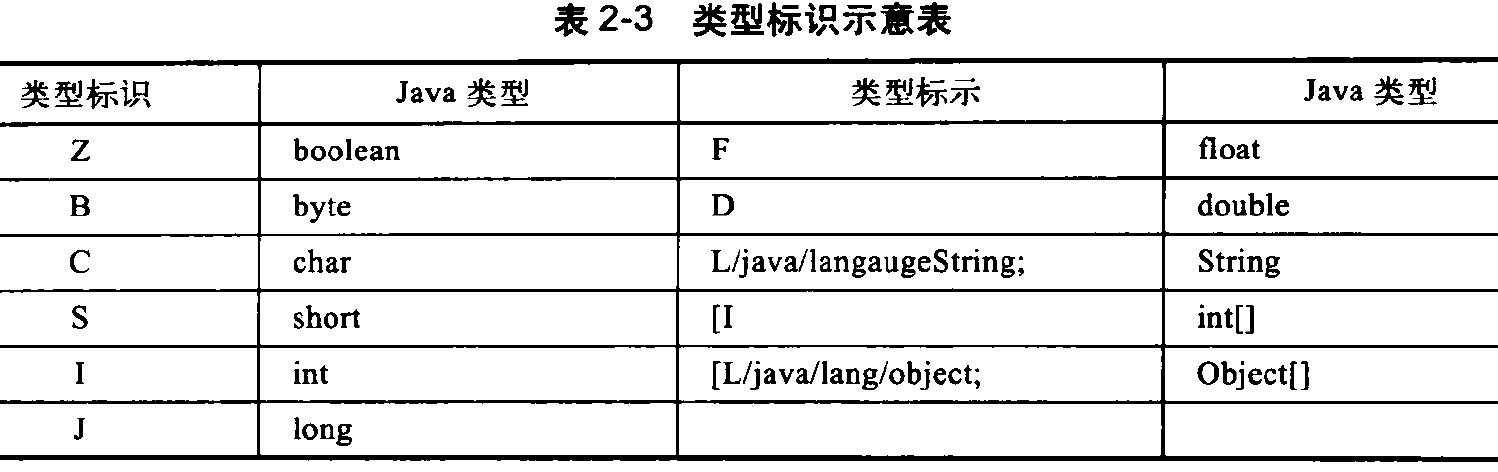 表 2-3 类型标识示意表
类型标识 Java 类型 类型标示 Java 类型
Z boolean F float
B byte D double
C char L/java/langaugeString; String
S short [I int[]
I int [L/java/lang/object; Object[]
J long